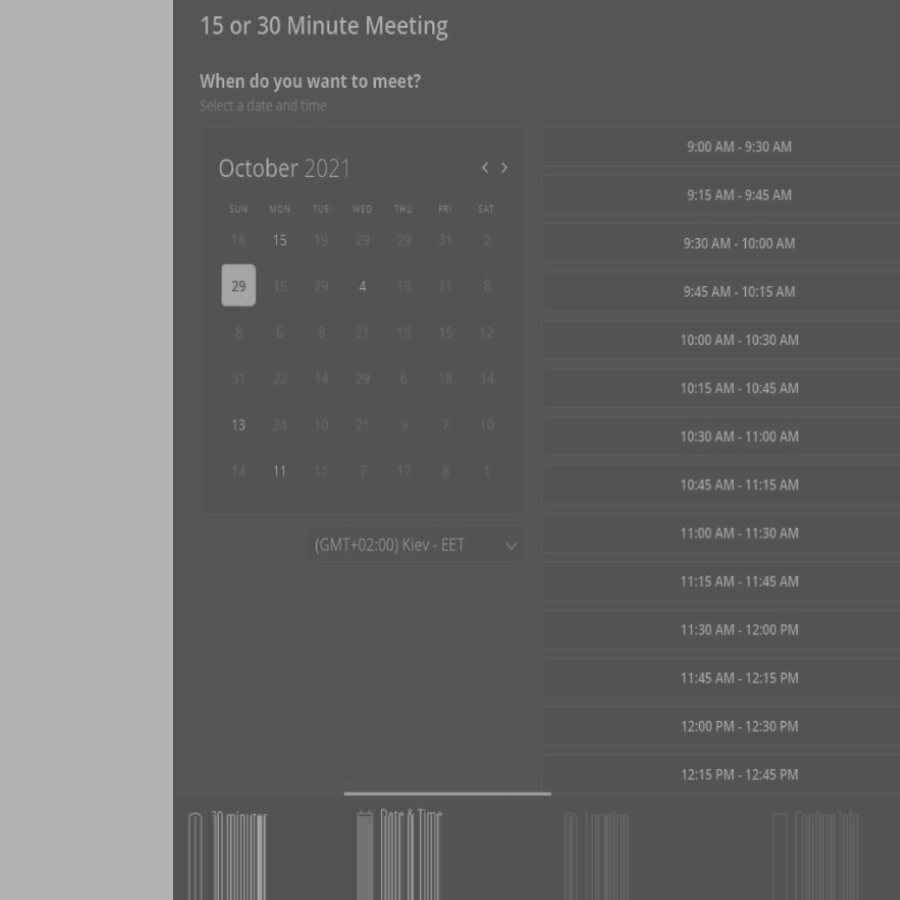 15 or 30 Minute Meeting
When do you want to meet?
Select a date and time
October 2021
SUN MON TUE WED THU FRI SAT
18 15 19 29 29 31 2
29 15 29 4 19 11 8
8 6 8 21 19 15 12
31 22 14 29 6 18 14
13 24 10 21 9 7 10
14 11 11 7 17 8 1
(GMT+02:00) Kiev - EET
9:00 AM - 9:30 AM
9:15 AM - 9:45 AM
9:30 AM - 10:00 AM
9:45 AM - 10:15 AM
10:00 AM - 10:30 AM
10:15 AM - 10:45 AM
10:30 AM - 11:00 AM
10:45 AM - 11:15 AM
11:00 AM - 11:30 AM
11:15 AM - 11:45 AM
11:30 AM - 12:00 PM
11:45 AM - 12:15 PM
12:00 PM - 12:30 PM
12:15 PM - 12:45 PM
30 minutes Date & Time Location Confirm Info